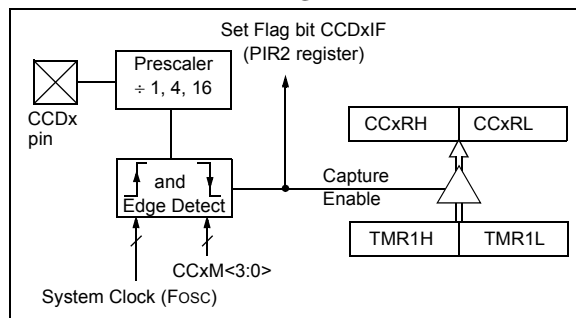 Set Flag bit CCDxIF
(PIR2 register)
Prescaler
÷ 1, 4, 16
CCDx
pin
CCxRH
CCxRL
and
Edge Detect
Capture
Enable
TMR1H
TMR1L
CCxM<3:0>
System Clock (FOSC)